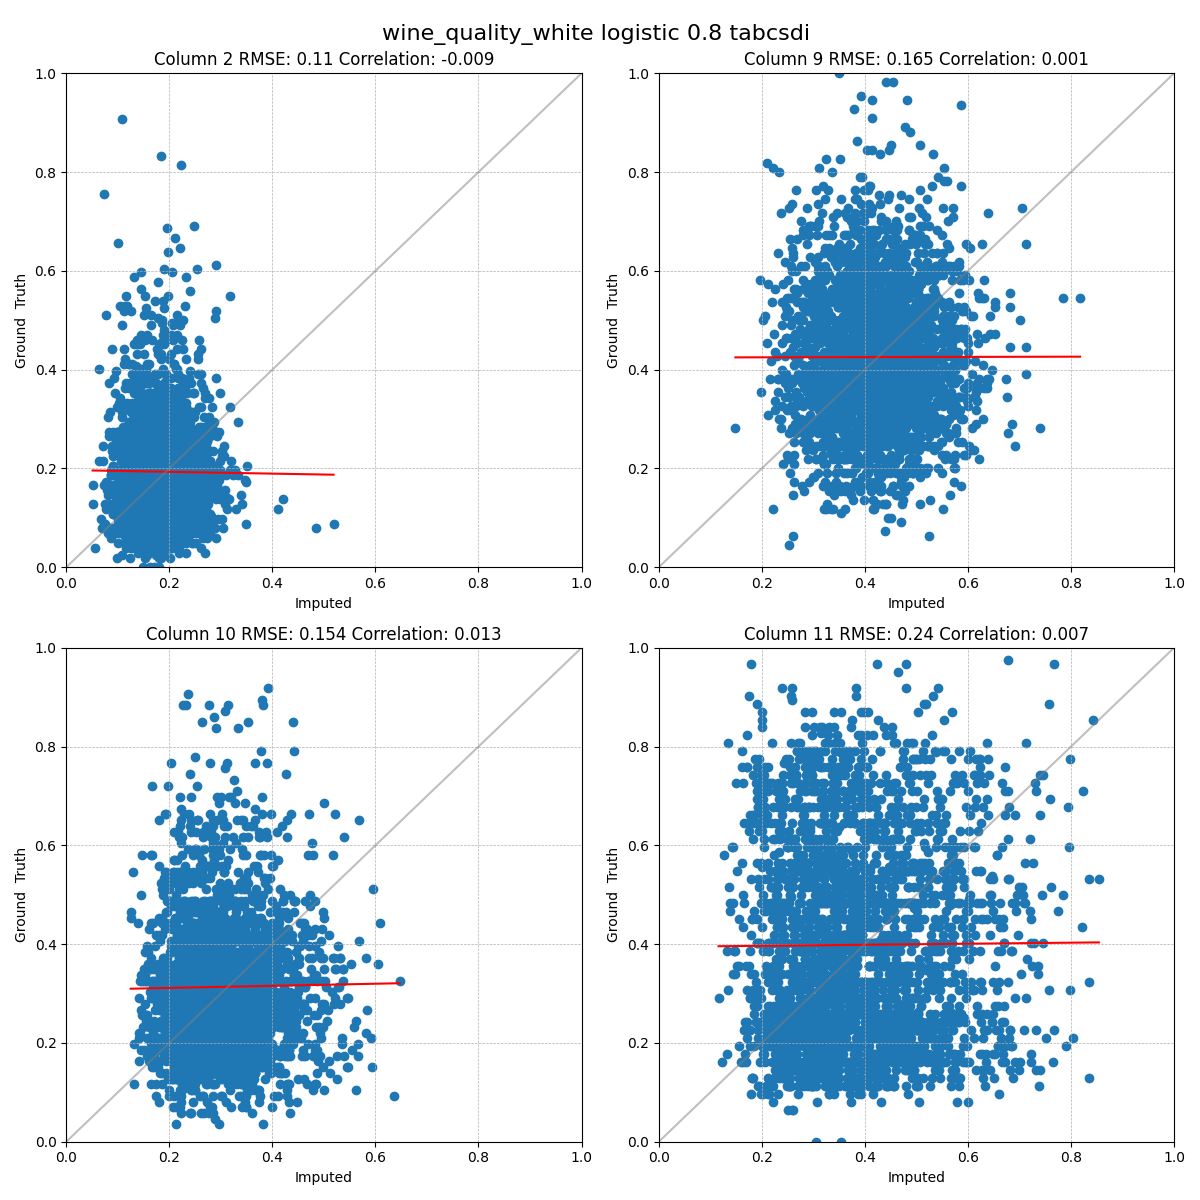 wine_quality_white logistic 0.8 tabcsdi
Column 2 RMSE: 0.11 Correlation: -0.009
1.0
0.8
0.6
0.4
0.2
0.0
Ground Truth
0.0 0.2 0.4 0.6 0.8 1.0
Imputed
Column 9 RMSE: 0.165 Correlation: 0.001
1.0
0.8
0.6
0.4
0.2
0.0
Ground Truth
0.0 0.2 0.4 0.6 0.8 1.0
Imputed
Column 10 RMSE: 0.154 Correlation: 0.013
1.0
0.8
0.6
0.4
0.2
0.0
Ground Truth
0.0 0.2 0.4 0.6 0.8 1.0
Imputed
Column 11 RMSE: 0.24 Correlation: 0.007
1.0
0.8
0.6
0.4
0.2
0.0
Ground Truth
0.0 0.2 0.4 0.6 0.8 1.0
Imputed